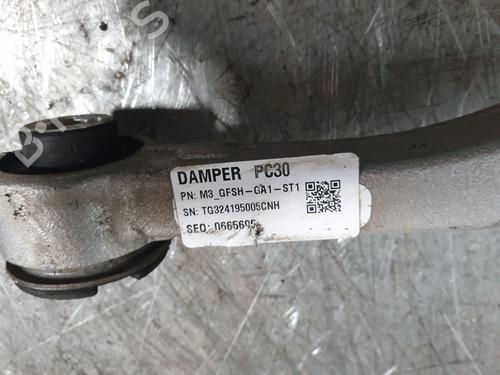 DAMPER PC30
PN: M3_GFSH-GA1-ST1
SN: TG324195005CNH
SEQ: 0665695